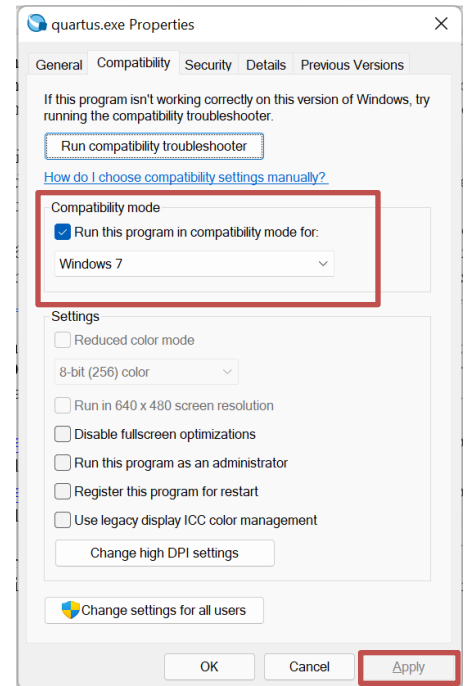 quartus.exe Properties
General Compatibility Security Details Previous Versions
If this program isn't working correctly on this version of Windows, try
running the compatibility troubleshooter.
Run compatibility troubleshooter
How do I choose compatibility settings manually?
Compatibility mode
Run this program in compatibility mode for:
Windows 7
Settings
Reduced color mode
8-bit (256) color
Run in 640 x 480 screen resolution
Disable fullscreen optimizations
Run this program as an administrator
Register this program for restart
Use legacy display ICC color management
Change high DPI settings
Change settings for all users
OK Cancel Apply